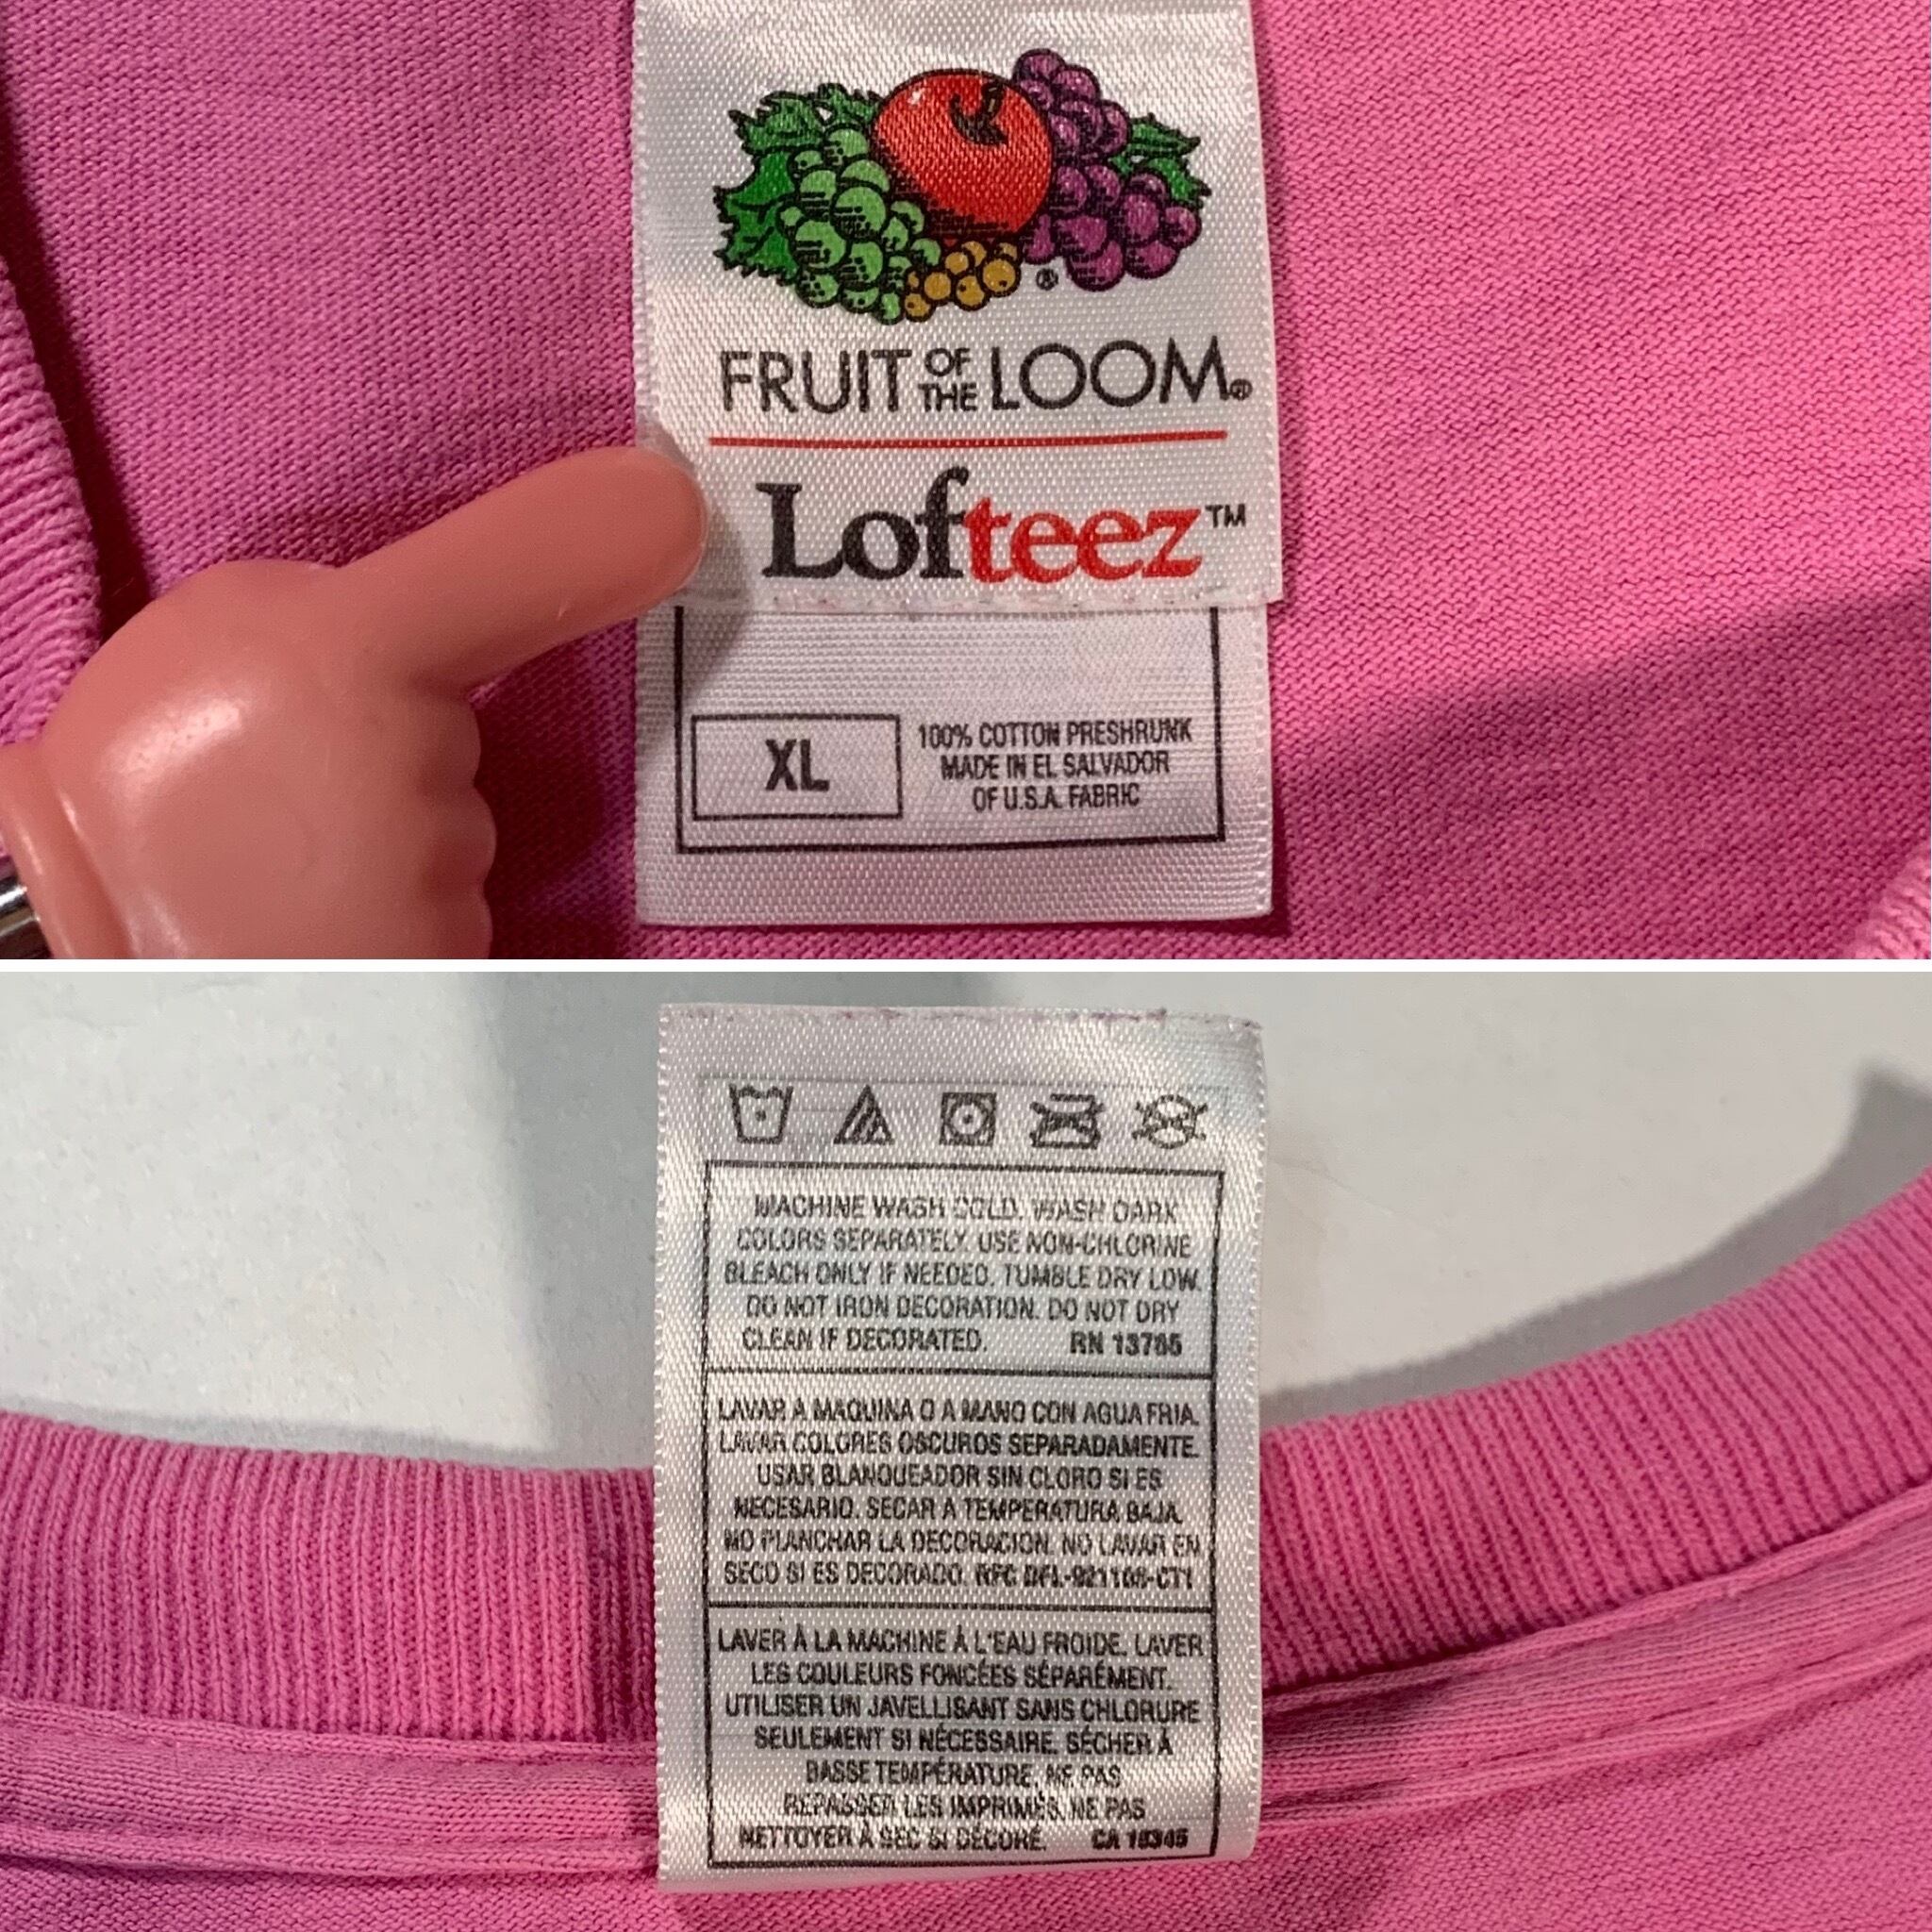 FRUIT OF THE LOOM®
Lofteez™
XL
100% COTTON PRESHRUNK
MADE IN EL SALVADOR
OF U.S.A. FABRIC
MACHINE WASH COLD. WASH DARK
COLORS SEPARATELY. USE NON-CHLORINE
BLEACH ONLY IF NEEDED. TUMBLE DRY LOW.
DO NOT IRON DECORATION. DO NOT DRY
CLEAN IF DECORATED. RN 13765
LAVAR A MAQUINA O A MANO CON AGUA FRIA.
LAVAR COLORES OSCUROS SEPARADAMENTE.
USAR BLANQUEADOR SIN CLORO SI ES
NECESARIO. SECAR A TEMPERATURA BAJA.
NO PLANCHAR LA DECORACION. NO LAVAR EN
SECO SI ES DECORADO. RFC
LAVER À LA MACHINE À L'EAU FROIDE. LAVER
LES COULEURS FONCÉES SÉPARÉMENT.
UTILISER UN JAVELLISANT SANS CHLORURE
SEULEMENT SI NÉCESSAIRE. SÉCHER À
BASSE TEMPÉRATURE. NE PAS
REPASSER LES IMPRIMÉS. NE PAS
NETTOYER À SEC SI DÉCORÉ. CA